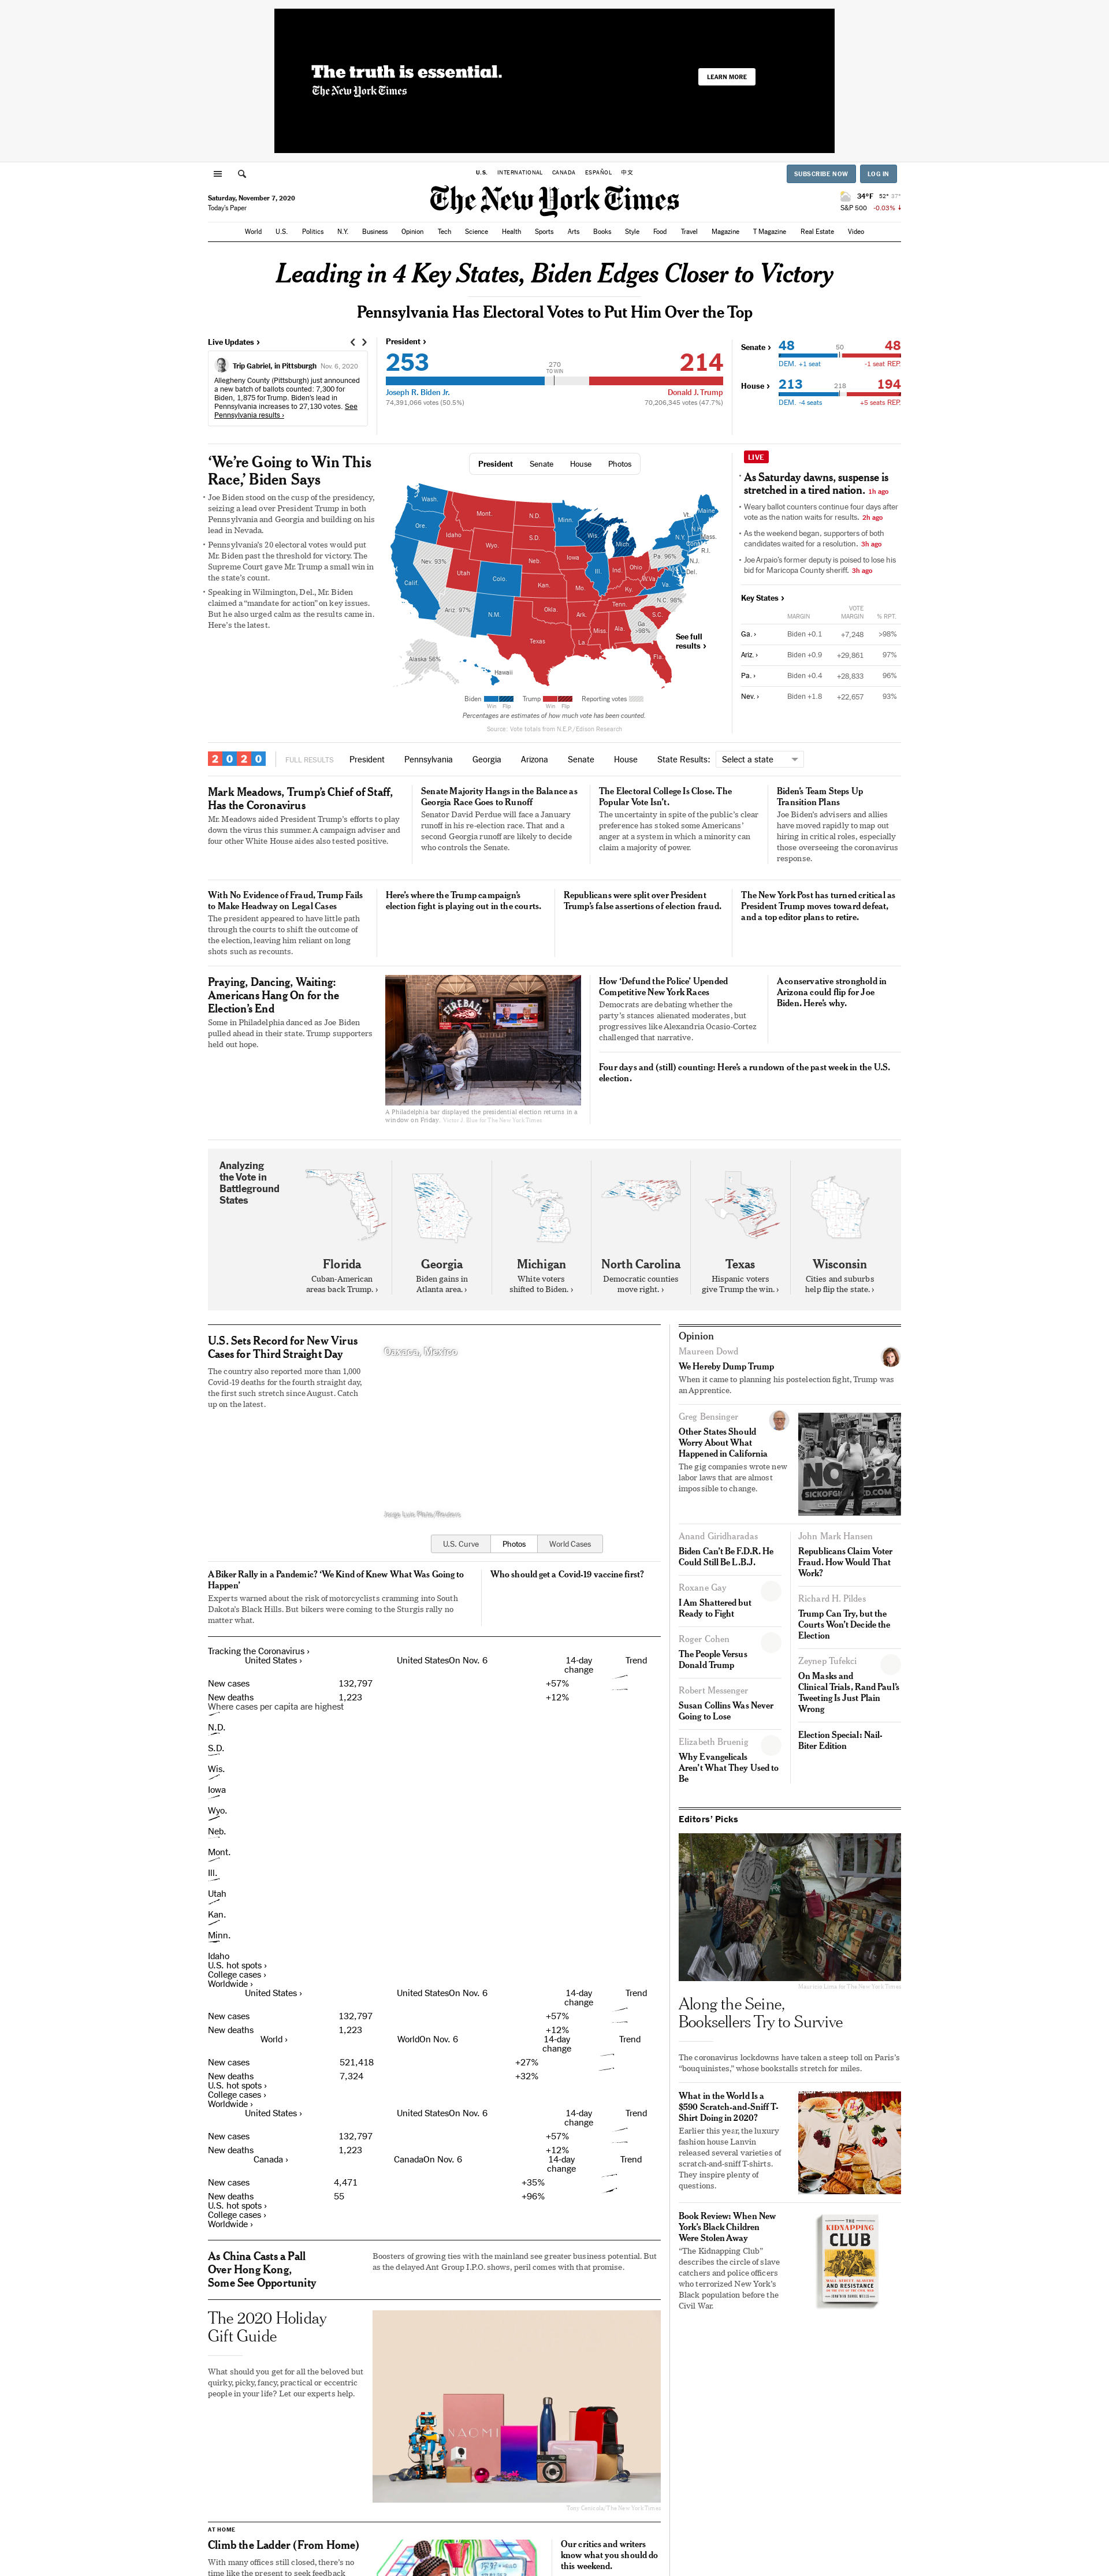 The truth is essential.
The New York Times
LEARN MORE
U.S. INTERNATIONAL CANADA ESPAÑOL 中文
SUBSCRIBE NOW LOG IN
Saturday, November 7, 2020
Today's Paper
The New York Times
34°F 52° 37°
S&P 500 -0.03% ↓
World U.S. Politics N.Y. Business Opinion Tech Science Health Sports Arts Books Style Food Travel Magazine T Magazine Real Estate Video
Leading in 4 Key States, Biden Edges Closer to Victory
Pennsylvania Has Electoral Votes to Put Him Over the Top
Live Updates ›
Trip Gabriel, in Pittsburgh Nov. 6, 2020
Allegheny County (Pittsburgh) just announced
a new batch of ballots counted: 7,300 for
Biden, 1,875 for Trump. Biden's lead in
Pennsylvania increases to 27,130 votes. See
Pennsylvania results ›
President ›
253 270 TO WIN 214
Joseph R. Biden Jr. Donald J. Trump
74,391,066 votes (50.5%) 70,206,345 votes (47.7%)
Senate › 48 50 48
DEM. +1 seat -1 seat REP.
House › 213 218 194
DEM. -4 seats +5 seats REP.
‘We’re Going to Win This
Race,’ Biden Says
• Joe Biden stood on the cusp of the presidency,
seizing a lead over President Trump in both
Pennsylvania and Georgia and building on his
lead in Nevada.
• Pennsylvania’s 20 electoral votes would put
Mr. Biden past the threshold for victory. The
Supreme Court gave Mr. Trump a small win in
the state’s count.
• Speaking in Wilmington, Del., Mr. Biden
claimed a “mandate for action” on key issues.
But he also urged calm as the results came in.
Here’s the latest.
President Senate House Photos
Wash.
Ore.
Calif.
Nev. 93%
Idaho
Mont.
Wyo.
Utah
Colo.
Ariz. 97%
N.M.
N.D.
S.D.
Neb.
Kan.
Okla.
Texas
Minn.
Iowa
Mo.
Ark.
La.
Wis.
Ill.
Mich.
Ind.
Ohio
Ky.
Tenn.
Miss.
Ala.
Ga. >98%
Fla.
S.C.
N.C. 98%
Va.
W.Va.
Pa. 96%
N.Y.
Vt.
N.H.
Maine
Mass.
R.I.
Conn.
N.J.
Del.
Alaska 56%
Hawaii
See full
results ›
Biden Win Flip Trump Win Flip Reporting votes
Percentages are estimates of how much vote has been counted.
Source: Vote totals from N.E.P./Edison Research
LIVE
As Saturday dawns, suspense is
stretched in a tired nation. 1h ago
• Weary ballot counters continue four days after
vote as the nation waits for results. 2h ago
• As the weekend began, supporters of both
candidates waited for a resolution. 3h ago
• Joe Arpaio’s former deputy is poised to lose his
bid for Maricopa County sheriff. 3h ago
Key States ›
MARGIN VOTE MARGIN % RPT.
Ga. › Biden +0.1 +7,248 >98%
Ariz. › Biden +0.9 +29,861 97%
Pa. › Biden +0.4 +28,833 96%
Nev. › Biden +1.8 +22,657 93%
2020 FULL RESULTS President Pennsylvania Georgia Arizona Senate House State Results: Select a state
Mark Meadows, Trump’s Chief of Staff,
Has the Coronavirus
Mr. Meadows aided President Trump’s efforts to play
down the virus this summer. A campaign adviser and
four other White House aides also tested positive.
Senate Majority Hangs in the Balance as
Georgia Race Goes to Runoff
Senator David Perdue will face a January
runoff in his re-election race. That and a
second Georgia runoff are likely to decide
who controls the Senate.
The Electoral College Is Close. The
Popular Vote Isn’t.
The uncertainty in spite of the public’s clear
preference has stoked some Americans’
anger at a system in which a minority can
claim a majority of power.
Biden’s Team Steps Up
Transition Plans
Joe Biden’s advisers and allies
have moved rapidly to map out
hiring in critical roles, especially
those overseeing the coronavirus
response.
With No Evidence of Fraud, Trump Fails
to Make Headway on Legal Cases
The president appeared to have little path
through the courts to shift the outcome of
the election, leaving him reliant on long
shots such as recounts.
Here’s where the Trump campaign’s
election fight is playing out in the courts.
Republicans were split over President
Trump’s false assertions of election fraud.
The New York Post has turned critical as
President Trump moves toward defeat,
and a top editor plans to retire.
Praying, Dancing, Waiting:
Americans Hang On for the
Election’s End
Some in Philadelphia danced as Joe Biden
pulled ahead in their state. Trump supporters
held out hope.
FIREBALL
A Philadelphia bar displayed the presidential election returns in a
window on Friday. Victor J. Blue for The New York Times
How ‘Defund the Police’ Upended
Competitive New York Races
Democrats are debating whether the
party’s stances alienated moderates, but
progressives like Alexandria Ocasio-Cortez
challenged that narrative.
A conservative stronghold in
Arizona could flip for Joe
Biden. Here’s why.
Four days and (still) counting: Here’s a rundown of the past week in the U.S.
election.
Analyzing
the Vote in
Battleground
States
Florida
Cuban-American
areas back Trump. ›
Georgia
Biden gains in
Atlanta area. ›
Michigan
White voters
shifted to Biden. ›
North Carolina
Democratic counties
move right. ›
Texas
Hispanic voters
give Trump the win. ›
Wisconsin
Cities and suburbs
help flip the state. ›
U.S. Sets Record for New Virus
Cases for Third Straight Day
The country also reported more than 1,000
Covid-19 deaths for the fourth straight day,
the first such stretch since August. Catch
up on the latest.
Oaxaca, Mexico
Jorge Luis Plata/Reuters
U.S. Curve Photos World Cases
A Biker Rally in a Pandemic? ‘We Kind of Knew What Was Going to
Happen’
Experts warned about the risk of motorcyclists cramming into South
Dakota’s Black Hills. But bikers were coming to the Sturgis rally no
matter what.
Who should get a Covid-19 vaccine first?
Tracking the Coronavirus ›
United States › United StatesOn Nov. 6 14-day change Trend
New cases 132,797 +57%
New deaths 1,223 +12%
Where cases per capita are highest
N.D.
S.D.
Wis.
Iowa
Wyo.
Neb.
Mont.
Ill.
Utah
Kan.
Minn.
Idaho
U.S. hot spots ›
College cases ›
Worldwide ›
United States › United StatesOn Nov. 6 14-day change Trend
New cases 132,797 +57%
New deaths 1,223 +12%
World › WorldOn Nov. 6 14-day change Trend
New cases 521,418 +27%
New deaths 7,324 +32%
U.S. hot spots ›
College cases ›
Worldwide ›
United States › United StatesOn Nov. 6 14-day change Trend
New cases 132,797 +57%
New deaths 1,223 +12%
Canada › CanadaOn Nov. 6 14-day change Trend
New cases 4,471 +35%
New deaths 55 +96%
U.S. hot spots ›
College cases ›
Worldwide ›
As China Casts a Pall
Over Hong Kong,
Some See Opportunity
Boosters of growing ties with the mainland see greater business potential. But
as the delayed Ant Group I.P.O. shows, peril comes with that promise.
The 2020 Holiday
Gift Guide
What should you get for all the beloved but
quirky, picky, fancy, practical or eccentric
people in your life? Let our experts help.
NAOMI
Tony Cenicola/The New York Times
AT HOME
Climb the Ladder (From Home)
With many offices still closed, there’s no
time like the present to seek feedback
Our critics and writers
know what you should do
this weekend.
Opinion
Maureen Dowd
We Hereby Dump Trump
When it came to planning his postelection fight, Trump was
an Apprentice.
Greg Bensinger
Other States Should
Worry About What
Happened in California
The gig companies wrote new
labor laws that are almost
impossible to change.
Anand Giridharadas
Biden Can’t Be F.D.R. He
Could Still Be L.B.J.
Roxane Gay
I Am Shattered but
Ready to Fight
Roger Cohen
The People Versus
Donald Trump
Robert Messenger
Susan Collins Was Never
Going to Lose
Elizabeth Bruenig
Why Evangelicals
Aren’t What They Used to
Be
John Mark Hansen
Republicans Claim Voter
Fraud. How Would That
Work?
Richard H. Pildes
Trump Can Try, but the
Courts Won’t Decide the
Election
Zeynep Tufekci
On Masks and
Clinical Trials, Rand Paul’s
Tweeting Is Just Plain
Wrong
Election Special: Nail-
Biter Edition
Editors’ Picks
Mauricio Lima for The New York Times
Along the Seine,
Booksellers Try to Survive
The coronavirus lockdowns have taken a steep toll on Paris’s
“bouquinistes,” whose bookstalls stretch for miles.
What in the World Is a
$590 Scratch-and-Sniff T-
Shirt Doing in 2020?
Earlier this year, the luxury
fashion house Lanvin
released several varieties of
scratch-and-sniff T-shirts.
They inspire plenty of
questions.
Book Review: When New
York’s Black Children
Were Stolen Away
“The Kidnapping Club”
describes the circle of slave
catchers and police officers
who terrorized New York’s
Black population before the
Civil War.
THE
KIDNAPPING
CLUB
AND RESISTANCE